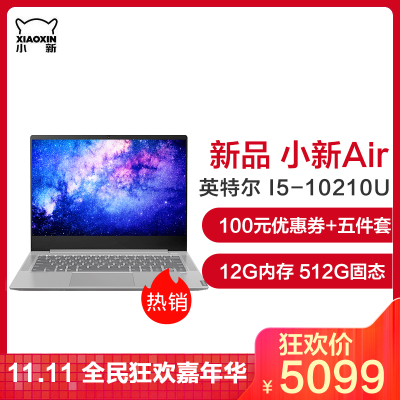 XIAOXIN
小新
新品 小新Air
英特尔 I5-10210U
100元优惠券+五件套
12G内存 512G固态
热销
狂欢价
11.11 全民狂欢嘉年华
¥5099